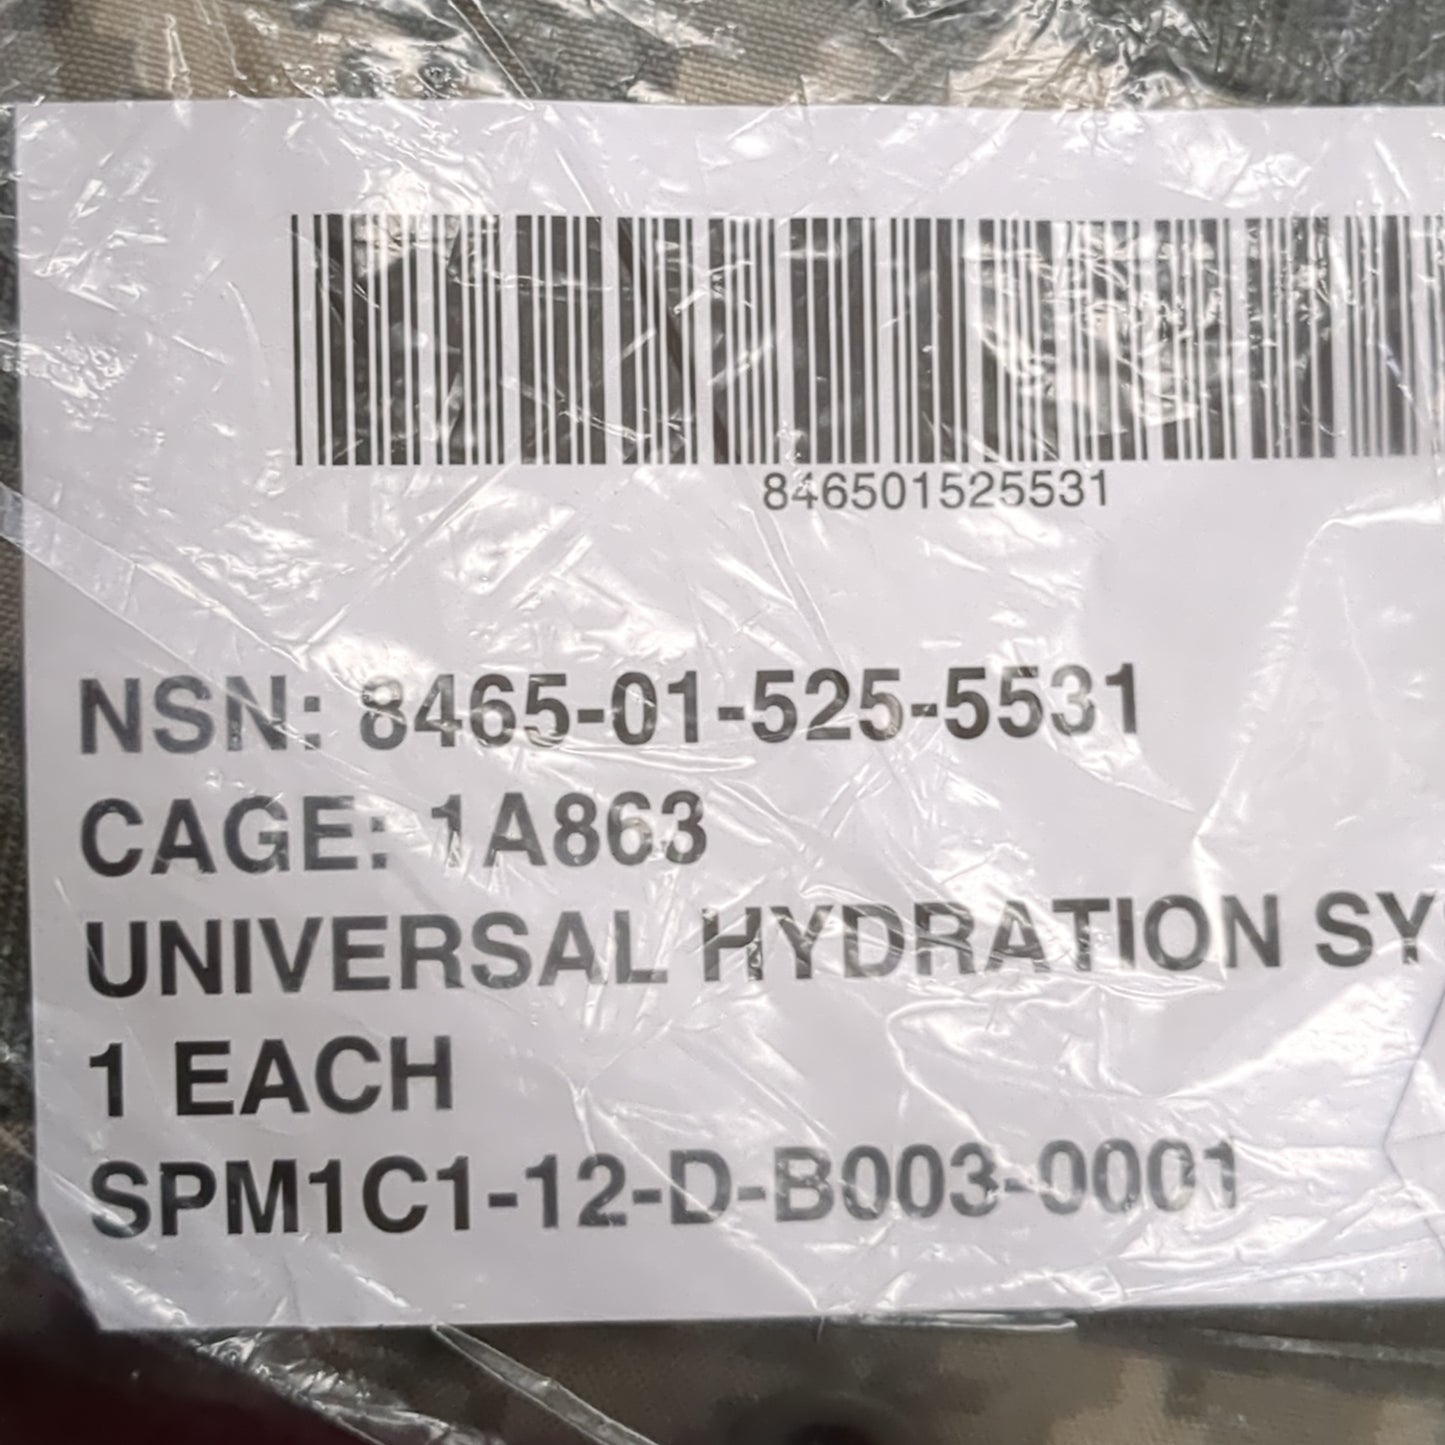 846501525531
NSN: 8465-01-525-5531
CAGE: 1A863
UNIVERSAL HYDRATION SY
1 EACH
SPM1C1-12-D-B003-0001